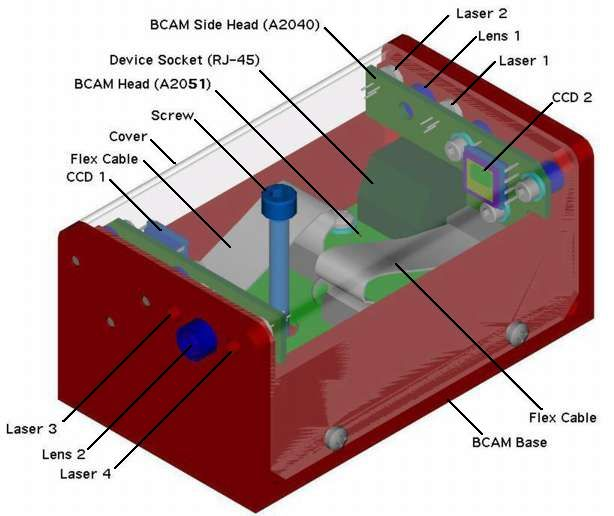 Laser 2
BCAM Side Head (A2040)
Lens 1
Device Socket (RJ-45)
Laser 1
BCAM Head (A2051)
CCD 2
Screw
Cover
Flex Cable
CCD 1
Flex Cable
Laser 3
BCAM Base
Lens 2
Laser 4